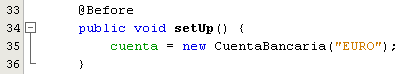 33 @Before
34 public void setUp() {
35 cuenta = new CuentaBancaria("EURO");
36 }